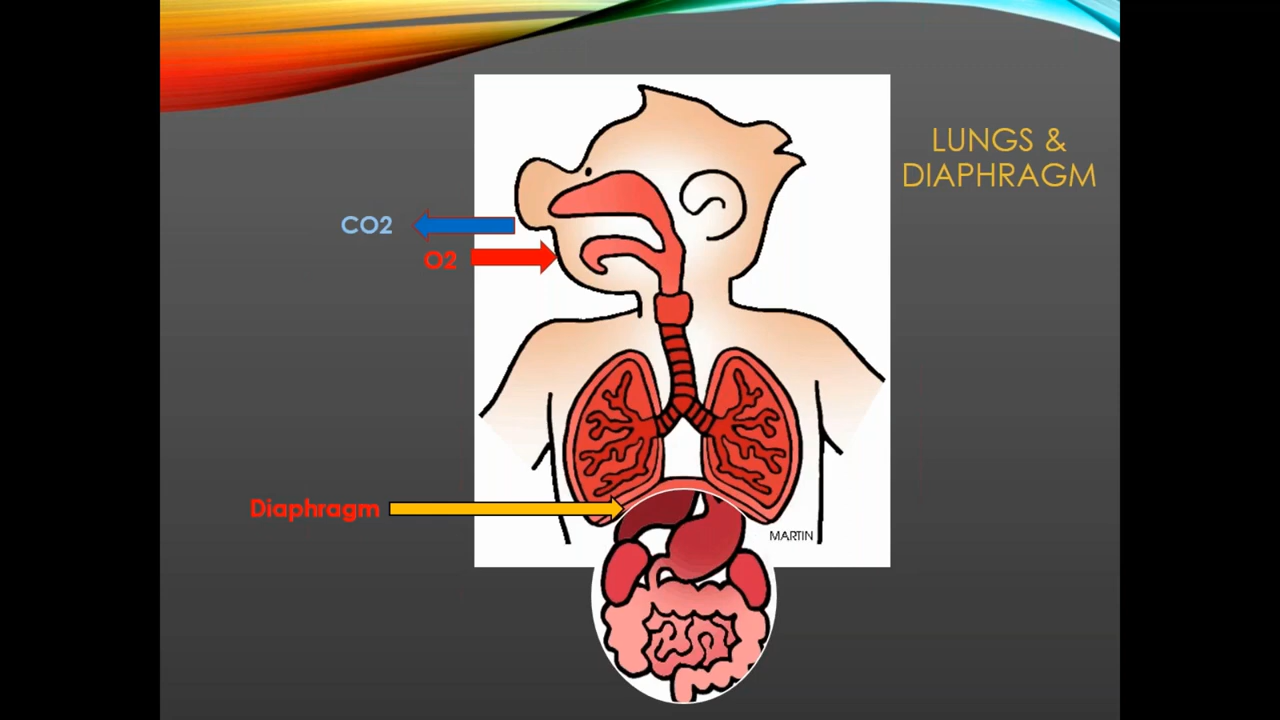 LUNGS &
DIAPHRAGM
CO2
O2
Diaphragm
MARTIN